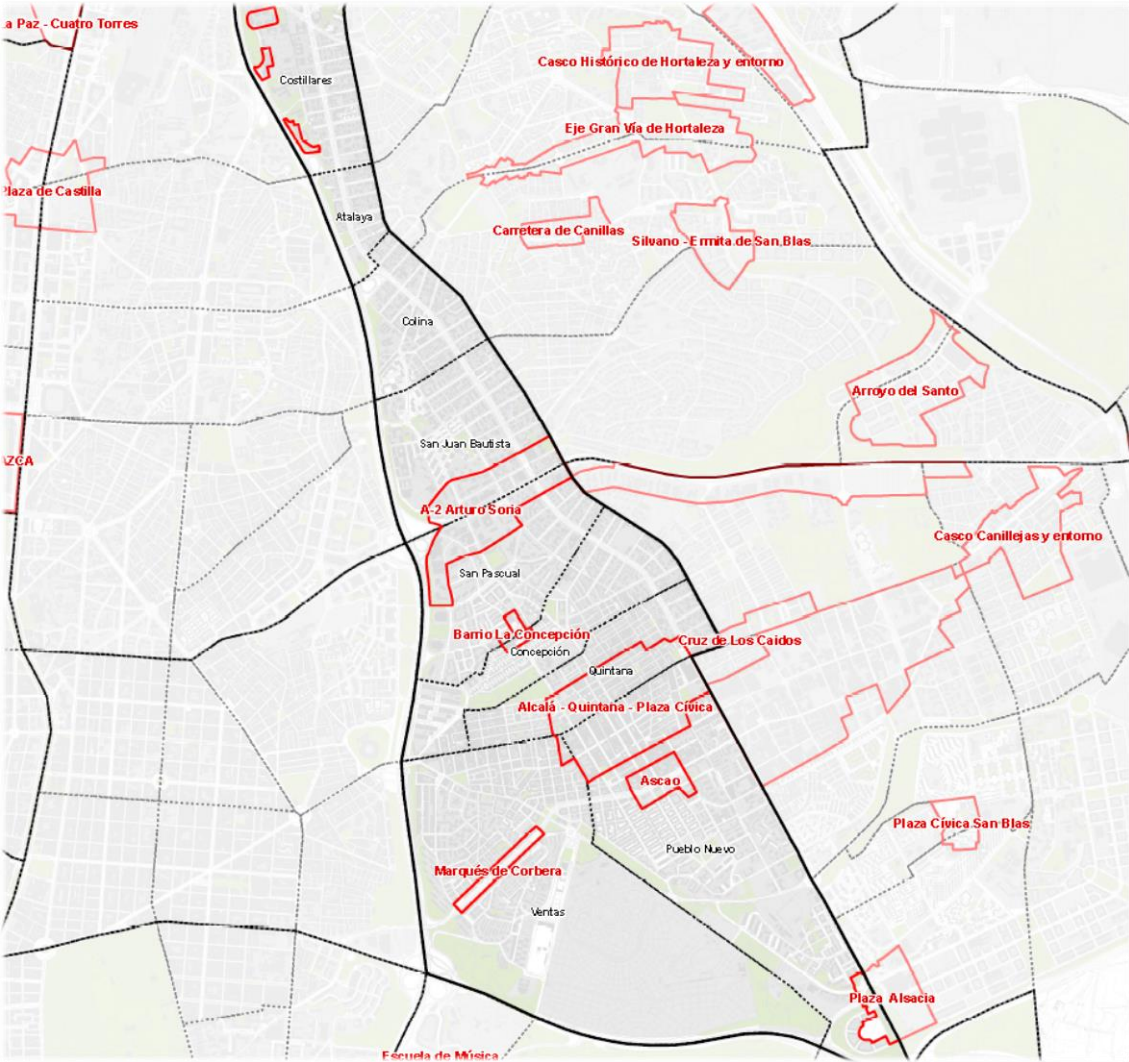 a Paz - Cuatro Torres
Casco Histórico de Hortaleza y entorno
Costillares
Eje Gran Vía de Hortaleza
Plaza de Castilla
Atalaya
Carretera de Canillas
Silvano - Ermita de San Blas
Colina
Arroyo del Santo
San Juan Bautista
AZCA
A-2 Arturo Soria
Casco Canillejas y entorno
San Pascual
Barrio La Concepción
Cruz de Los Caidos
Concepción
Quintana
Alcalá - Quintana - Plaza Cívica
Ascao
Plaza Cívica San Blas
Pueblo Nuevo
Marqués de Corbera
Ventas
Plaza Alsacia
Escuela de Música